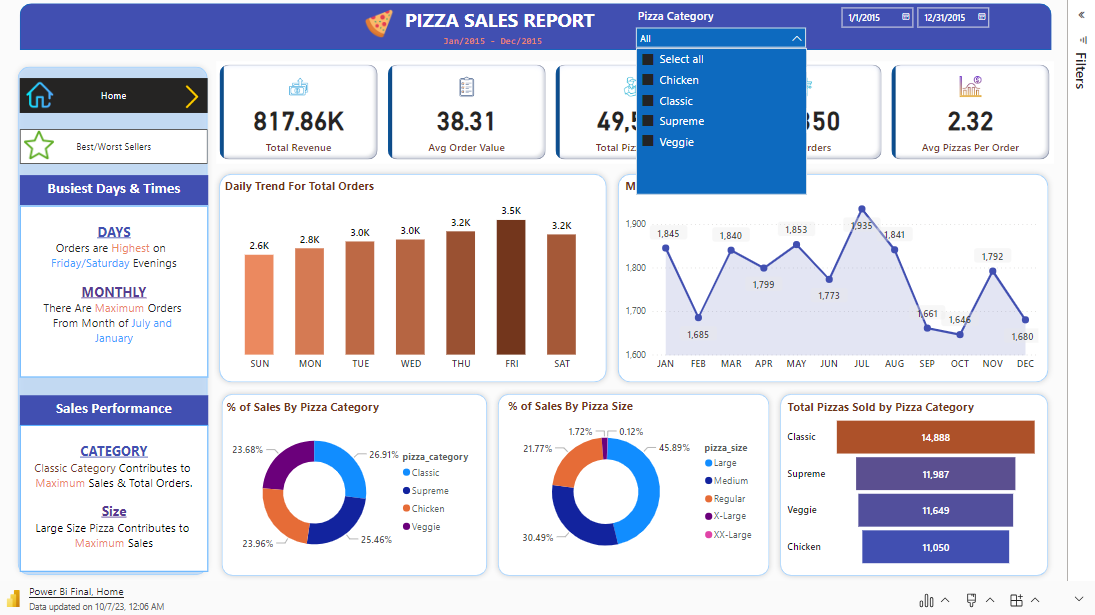 PIZZA SALES REPORT
Jan/2015 - Dec/2015
Pizza Category
All
Select all
Chicken
Classic
Supreme
Veggie
1/1/2015
12/31/2015
Filters
Home
Best/Worst Sellers
817.86K
Total Revenue
38.31
Avg Order Value
49,5
Total Piz
350
rders
2.32
Avg Pizzas Per Order
Busiest Days & Times
DAYS
Orders are Highest on
Friday/Saturday Evenings
MONTHLY
There Are Maximum Orders
From Month of July and
January
Sales Performance
CATEGORY
Classic Category Contributes to
Maximum Sales & Total Orders.
Size
Large Size Pizza Contributes to
Maximum Sales
Daily Trend For Total Orders
2.6K
2.8K
3.0K
3.0K
3.2K
3.5K
3.2K
SUN MON TUE WED THU FRI SAT
M
1,900
1,800
1,700
1,600
1,845
1,685
1,840
1,799
1,853
1,773
1,935
1,841
1,661
1,646
1,792
1,680
JAN FEB MAR APR MAY JUN JUL AUG SEP OCT NOV DEC
% of Sales By Pizza Category
23.68%
26.91%
23.96%
25.46%
pizza_category
Classic
Supreme
Chicken
Veggie
% of Sales By Pizza Size
1.72%
0.12%
21.77%
45.89%
30.49%
pizza_size
Large
Medium
Regular
X-Large
XX-Large
Total Pizzas Sold by Pizza Category
Classic 14,888
Supreme 11,987
Veggie 11,649
Chicken 11,050
Power Bi Final, Home
Data updated on 10/7/23, 12:06 AM